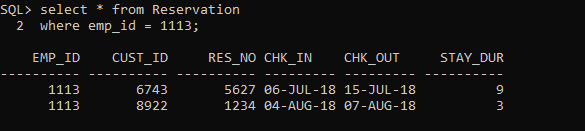 SQL> select * from Reservation
2 where emp_id = 1113;
EMP_ID CUST_ID RES_NO CHK_IN CHK_OUT STAY_DUR
---------- ---------- ---------- --------- --------- ----------
1113 6743 5627 06-JUL-18 15-JUL-18 9
1113 8922 1234 04-AUG-18 07-AUG-18 3